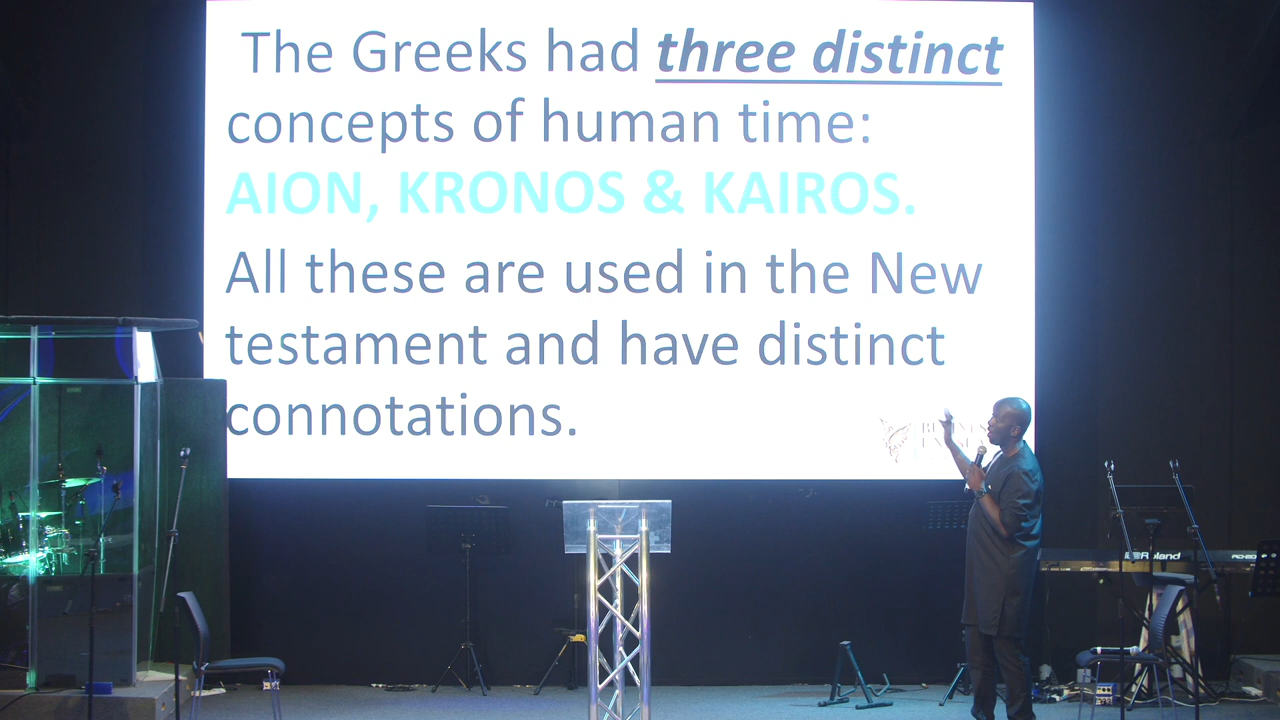 The Greeks had three distinct
concepts of human time:
AION, KRONOS & KAIROS.
All these are used in the New
testament and have distinct
connotations.
Roland